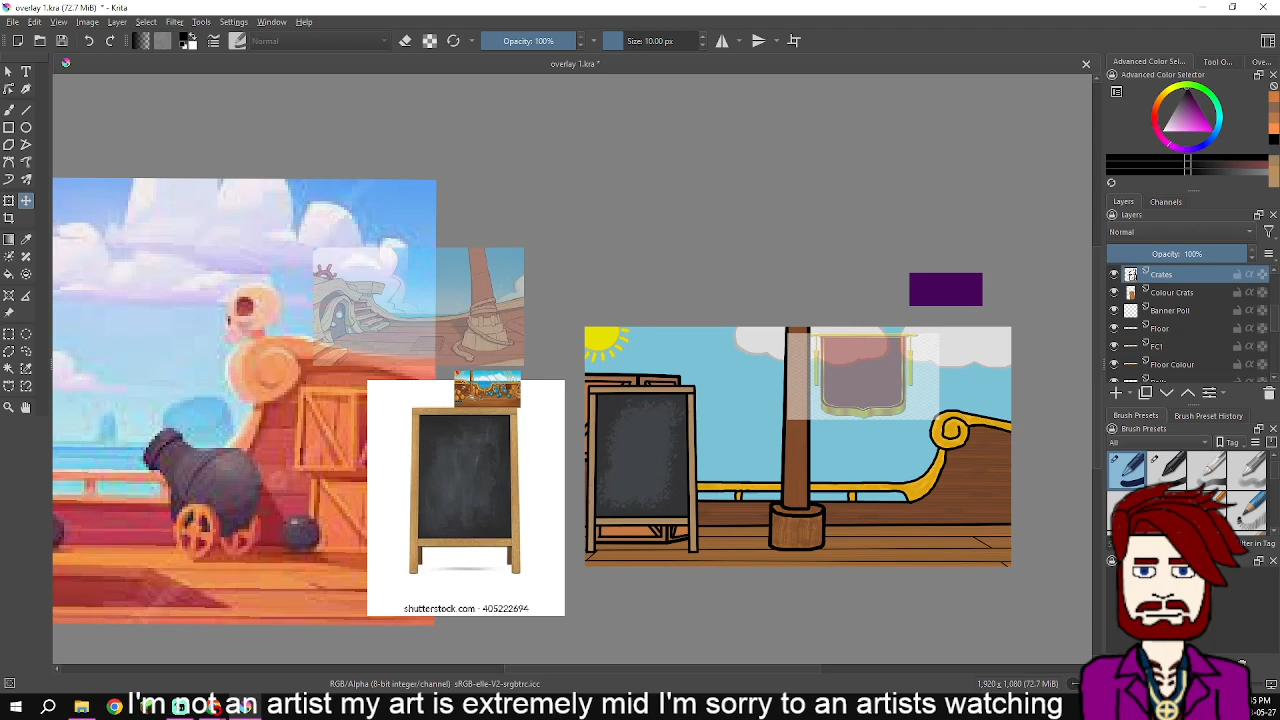 overlay 1.kra (72.7 MiB) * - Krita
File Edit View Image Layer Select Filter Tools Settings Window Help
Normal
Opacity: 100%
Size: 10.00 px
overlay 1.kra *
Advanced Color Sel... Tool O... Ove...
Advanced Color Selector
Layers Channels
Layers
Normal
Opacity: 100%
Crates
Colour Crats
Banner Poll
Floor
FC1
Floor Colour
Brush Presets Brush Preset History
Brush Presets
All
Tag
ter in Tag
shutterstock.com · 405222694
RGB/Alpha (8-bit integer/channel) sRGB-elle-V2-srgbtrc.icc
1,920 x 1,080 (72.7 MiB)
I'm not an artist my art is extremely mid I'm sorry to an artists watching